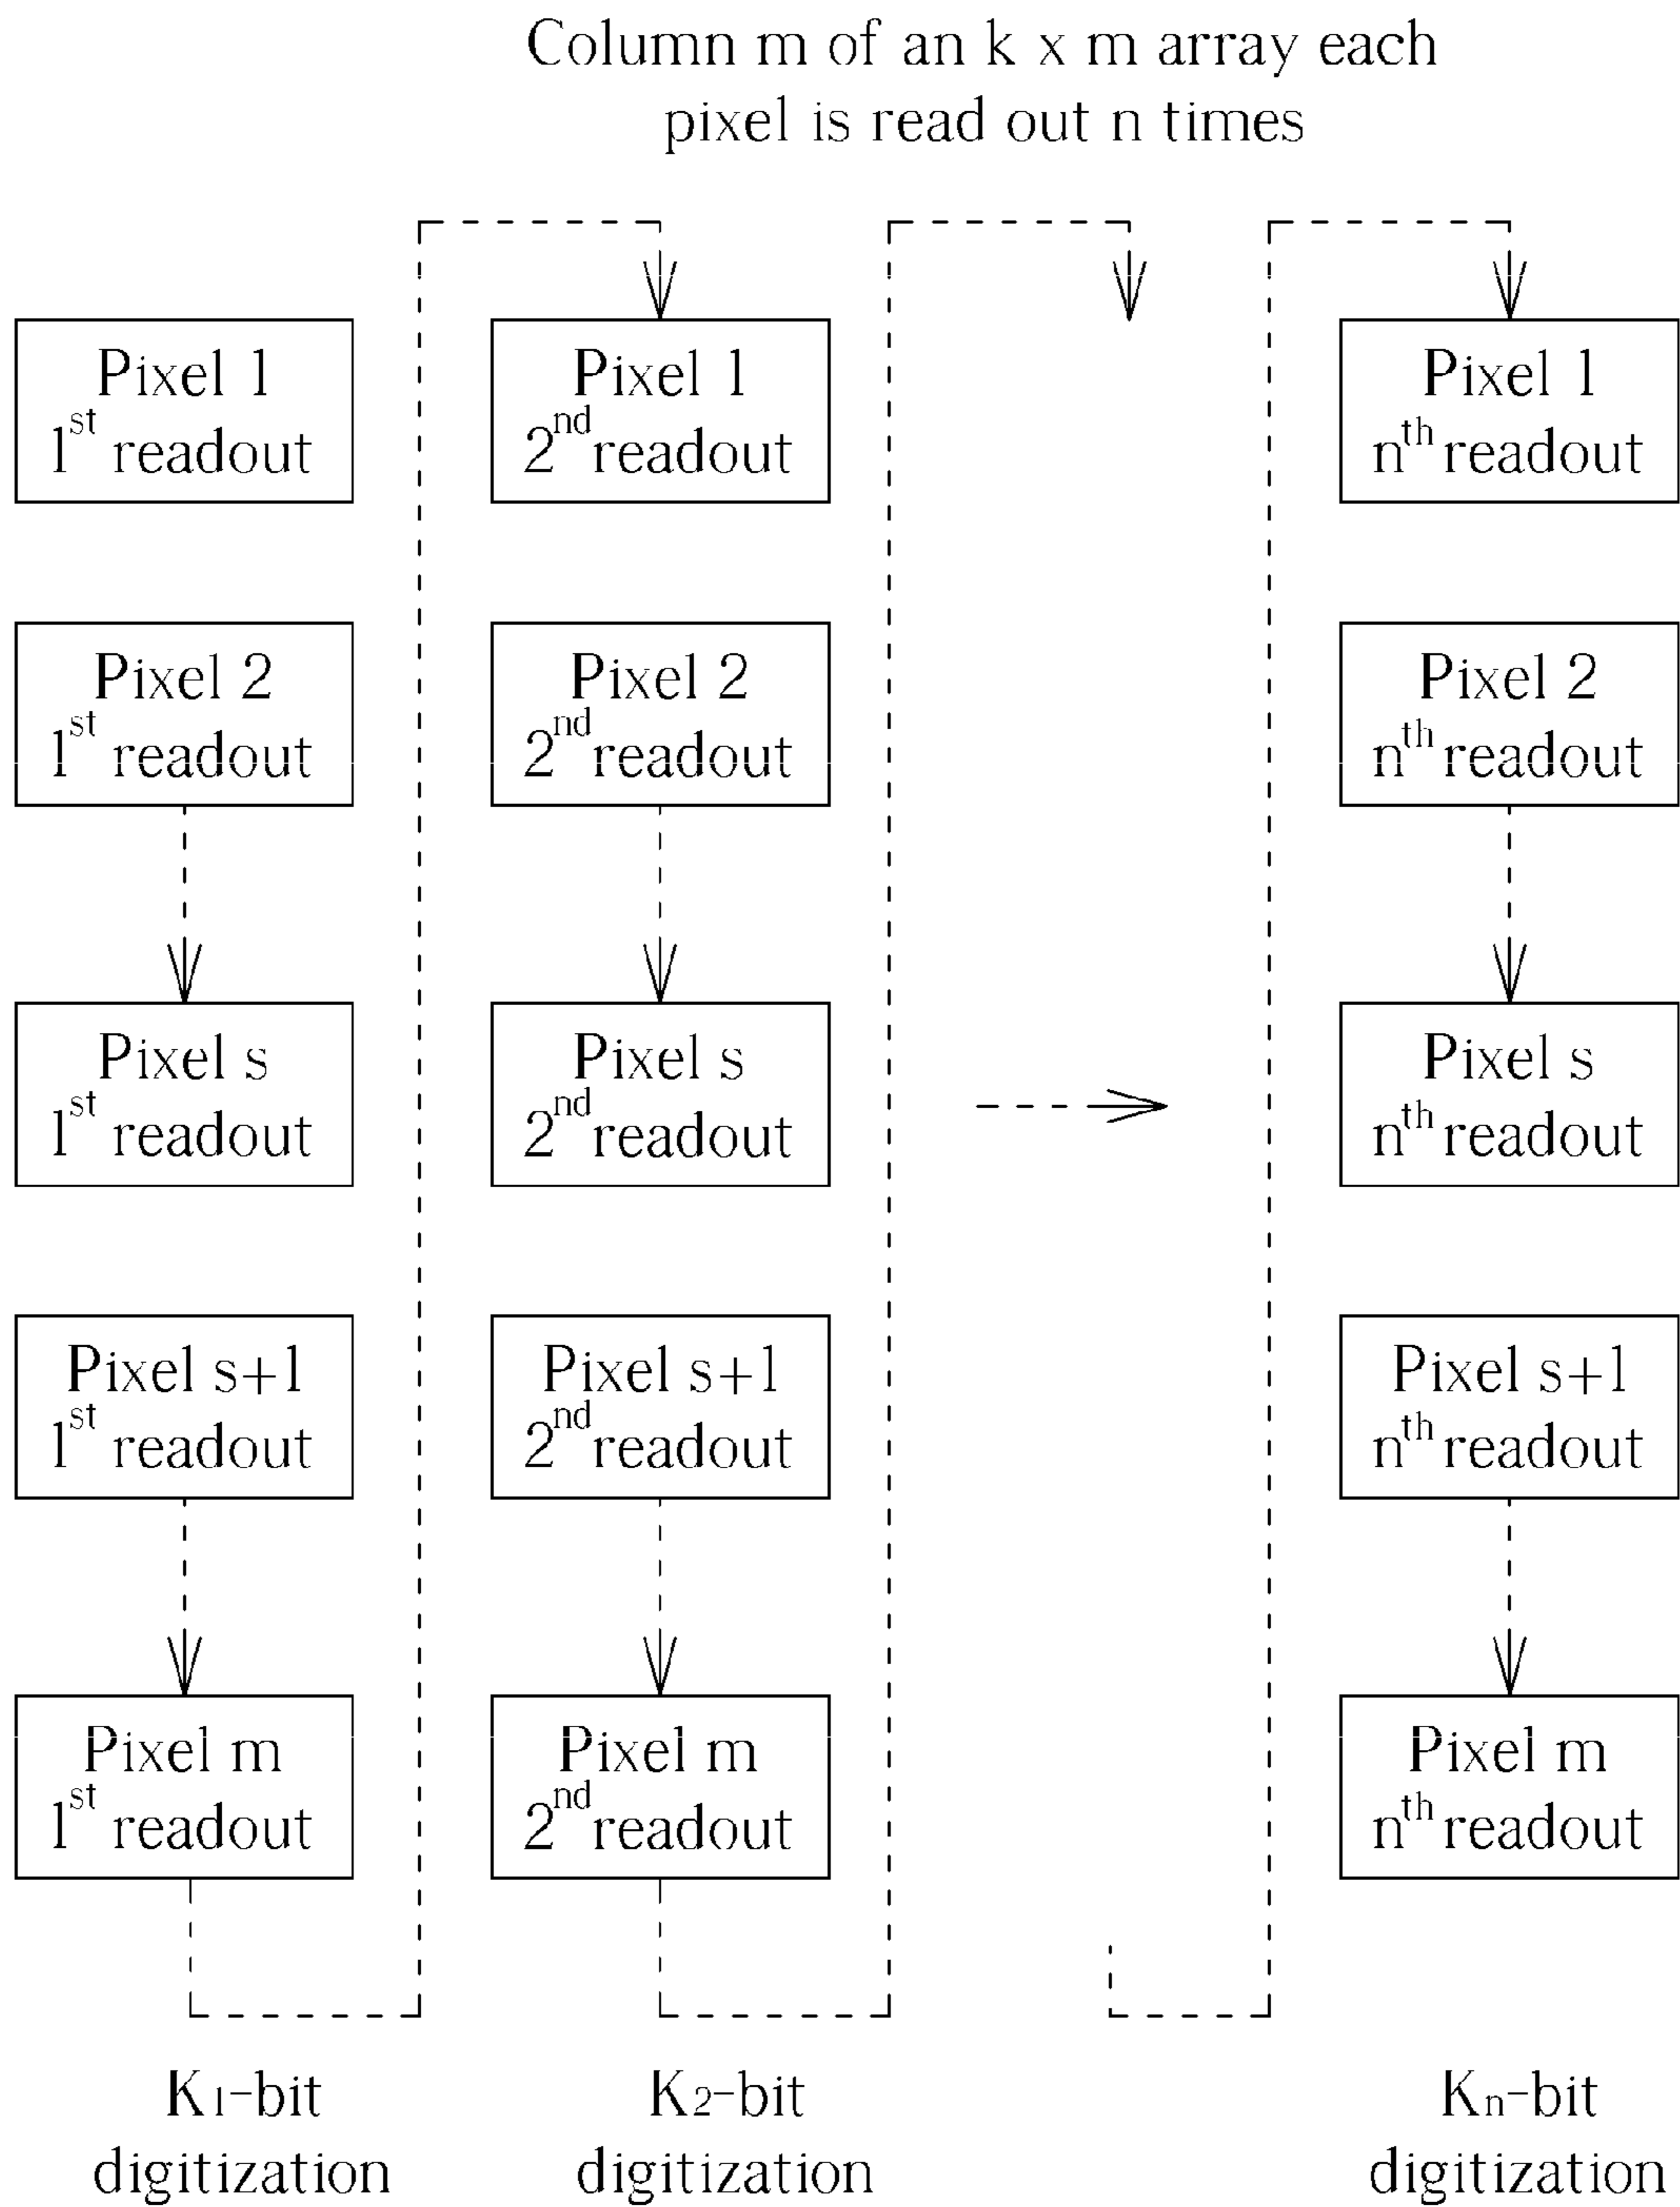 Column m of an k x m array each
pixel is read out n times
Pixel 1
1st readout
Pixel 1
2nd readout
Pixel 1
nth readout
Pixel 2
1st readout
Pixel 2
2nd readout
Pixel 2
nth readout
Pixel s
1st readout
Pixel s
2nd readout
Pixel s
nth readout
Pixel s+1
1st readout
Pixel s+1
2nd readout
Pixel s+1
nth readout
Pixel m
1st readout
Pixel m
2nd readout
Pixel m
nth readout
K1-bit
digitization
K2-bit
digitization
Kn-bit
digitization